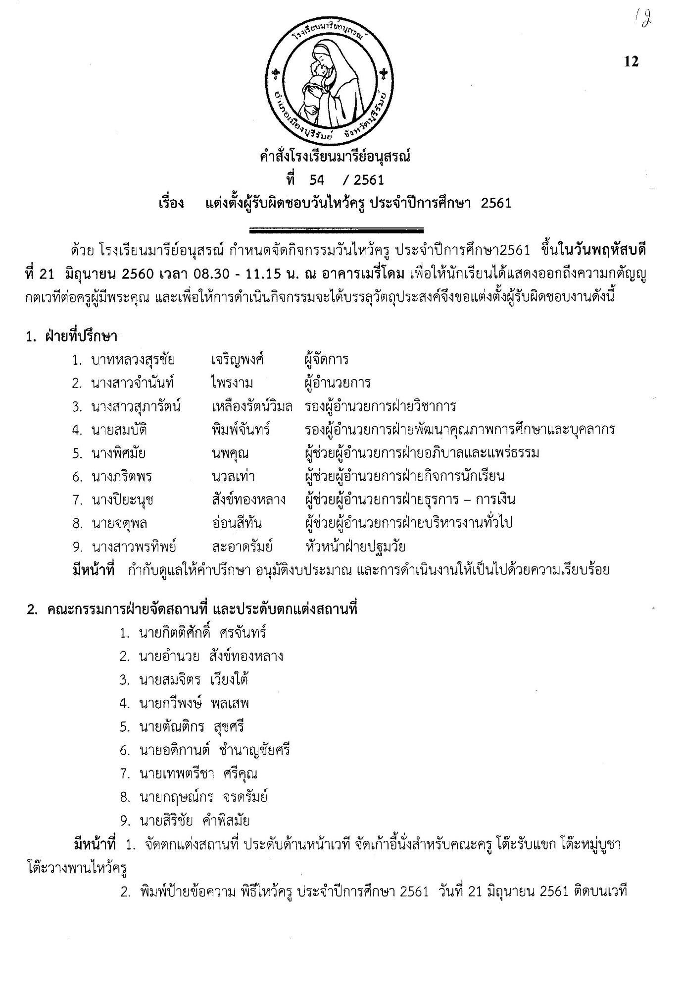 12
โรงเรียนมารีย์อนุสรณ์
อำเภอเมืองบุรีรัมย์ จังหวัดบุรีรัมย์
12
คำสั่งโรงเรียนมารีย์อนุสรณ์
ที่ 54 / 2561
เรื่อง แต่งตั้งผู้รับผิดชอบวันไหว้ครู ประจำปีการศึกษา 2561
ด้วย โรงเรียนมารีย์อนุสรณ์ กำหนดจัดกิจกรรมวันไหว้ครู ประจำปีการศึกษา2561 ขึ้นในวันพฤหัสบดี
ที่ 21 มิถุนายน 2560 เวลา 08.30 - 11.15 น. ณ อาคารเมรี่โดม เพื่อให้นักเรียนได้แสดงออกถึงความกตัญญู
กตเวทีต่อครูผู้มีพระคุณ และเพื่อให้การดำเนินกิจกรรมจะได้บรรลุวัตถุประสงค์จึงขอแต่งตั้งผู้รับผิดชอบงานดังนี้
1. ฝ่ายที่ปรึกษา
1. บาทหลวงสุรชัย เจริญพงศ์ ผู้จัดการ
2. นางสาวจำนันท์ ไพรงาม ผู้อำนวยการ
3. นางสาวสุภารัตน์ เหลืองรัตน์วิมล รองผู้อำนวยการฝ่ายวิชาการ
4. นายสมบัติ พิมพ์จันทร์ รองผู้อำนวยการฝ่ายพัฒนาคุณภาพการศึกษาและบุคลากร
5. นางพิศมัย นพคุณ ผู้ช่วยผู้อำนวยการฝ่ายอภิบาลและแพร่ธรรม
6. นางภริตพร นวลเท่า ผู้ช่วยผู้อำนวยการฝ่ายกิจการนักเรียน
7. นางปิยะนุช สังข์ทองหลาง ผู้ช่วยผู้อำนวยการฝ่ายธุรการ – การเงิน
8. นายจตุพล อ่อนสีทัน ผู้ช่วยผู้อำนวยการฝ่ายบริหารงานทั่วไป
9. นางสาวพรทิพย์ สะอาดรัมย์ หัวหน้าฝ่ายปฐมวัย
มีหน้าที่ กำกับดูแลให้คำปรึกษา อนุมัติงบประมาณ และการดำเนินงานให้เป็นไปด้วยความเรียบร้อย
2. คณะกรรมการฝ่ายจัดสถานที่ และประดับตกแต่งสถานที่
1. นายกิตติศักดิ์ ศรจันทร์
2. นายอำนวย สังข์ทองหลาง
3. นายสมจิตร เวียงใต้
4. นายกวีพงษ์ พลเสพ
5. นายตัณติกร สุขศรี
6. นายอติกานต์ ชำนาญชัยศรี
7. นายเทพตรีชา ศรีคุณ
8. นายกฤษณ์กร จรดรัมย์
9. นายสิริชัย คำพิสมัย
มีหน้าที่ 1. จัดตกแต่งสถานที่ ประดับด้านหน้าเวที จัดเก้าอี้นั่งสำหรับคณะครู โต๊ะรับแขก โต๊ะหมู่บูชา
โต๊ะวางพานไหว้ครู
2. พิมพ์ป้ายข้อความ พิธีไหว้ครู ประจำปีการศึกษา 2561 วันที่ 21 มิถุนายน 2561 ติดบนเวที